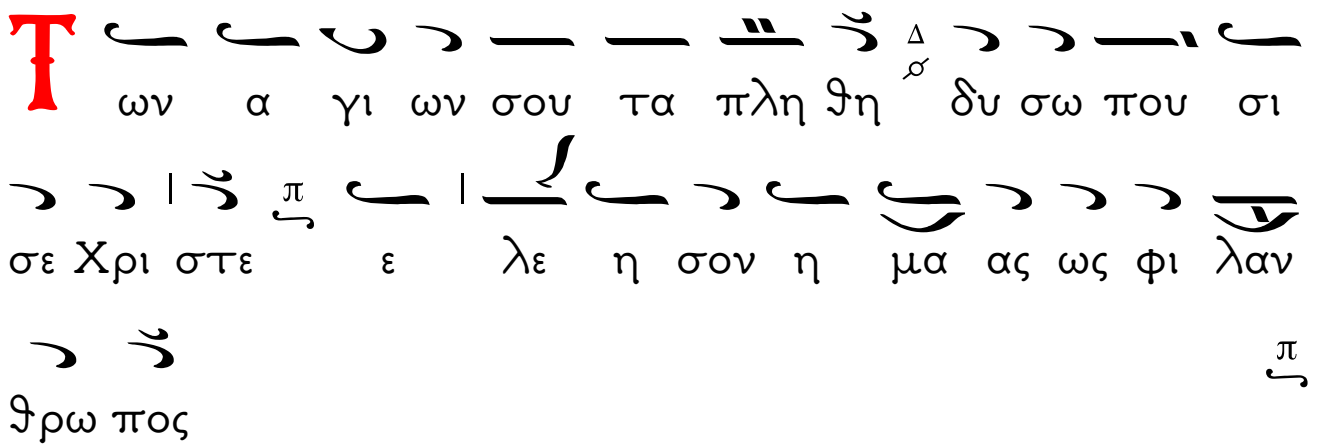 Τ ων α γι ων σου τα πλη θη Δ δυ σω που σι
σε Χρι στε π ε λε η σον η μα ας ως φι λαν
θρω πος π